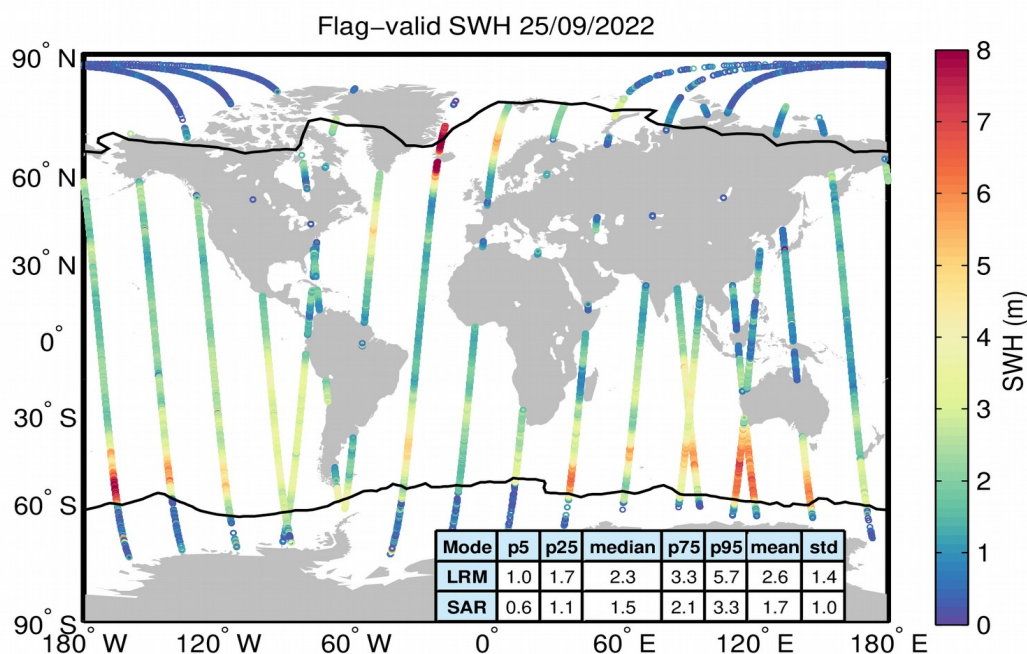 Flag−valid SWH 25/09/2022
90° N
60° N
30° N
0°
30° S
60° S
90° S
180° W
120° W
60° W
0°
60° E
120° E
180° E
Mode p5 p25 median p75 p95 mean std
LRM 1.0 1.7 2.3 3.3 5.7 2.6 1.4
SAR 0.6 1.1 1.5 2.1 3.3 1.7 1.0
8
7
6
5
4
3
2
1
0
SWH (m)